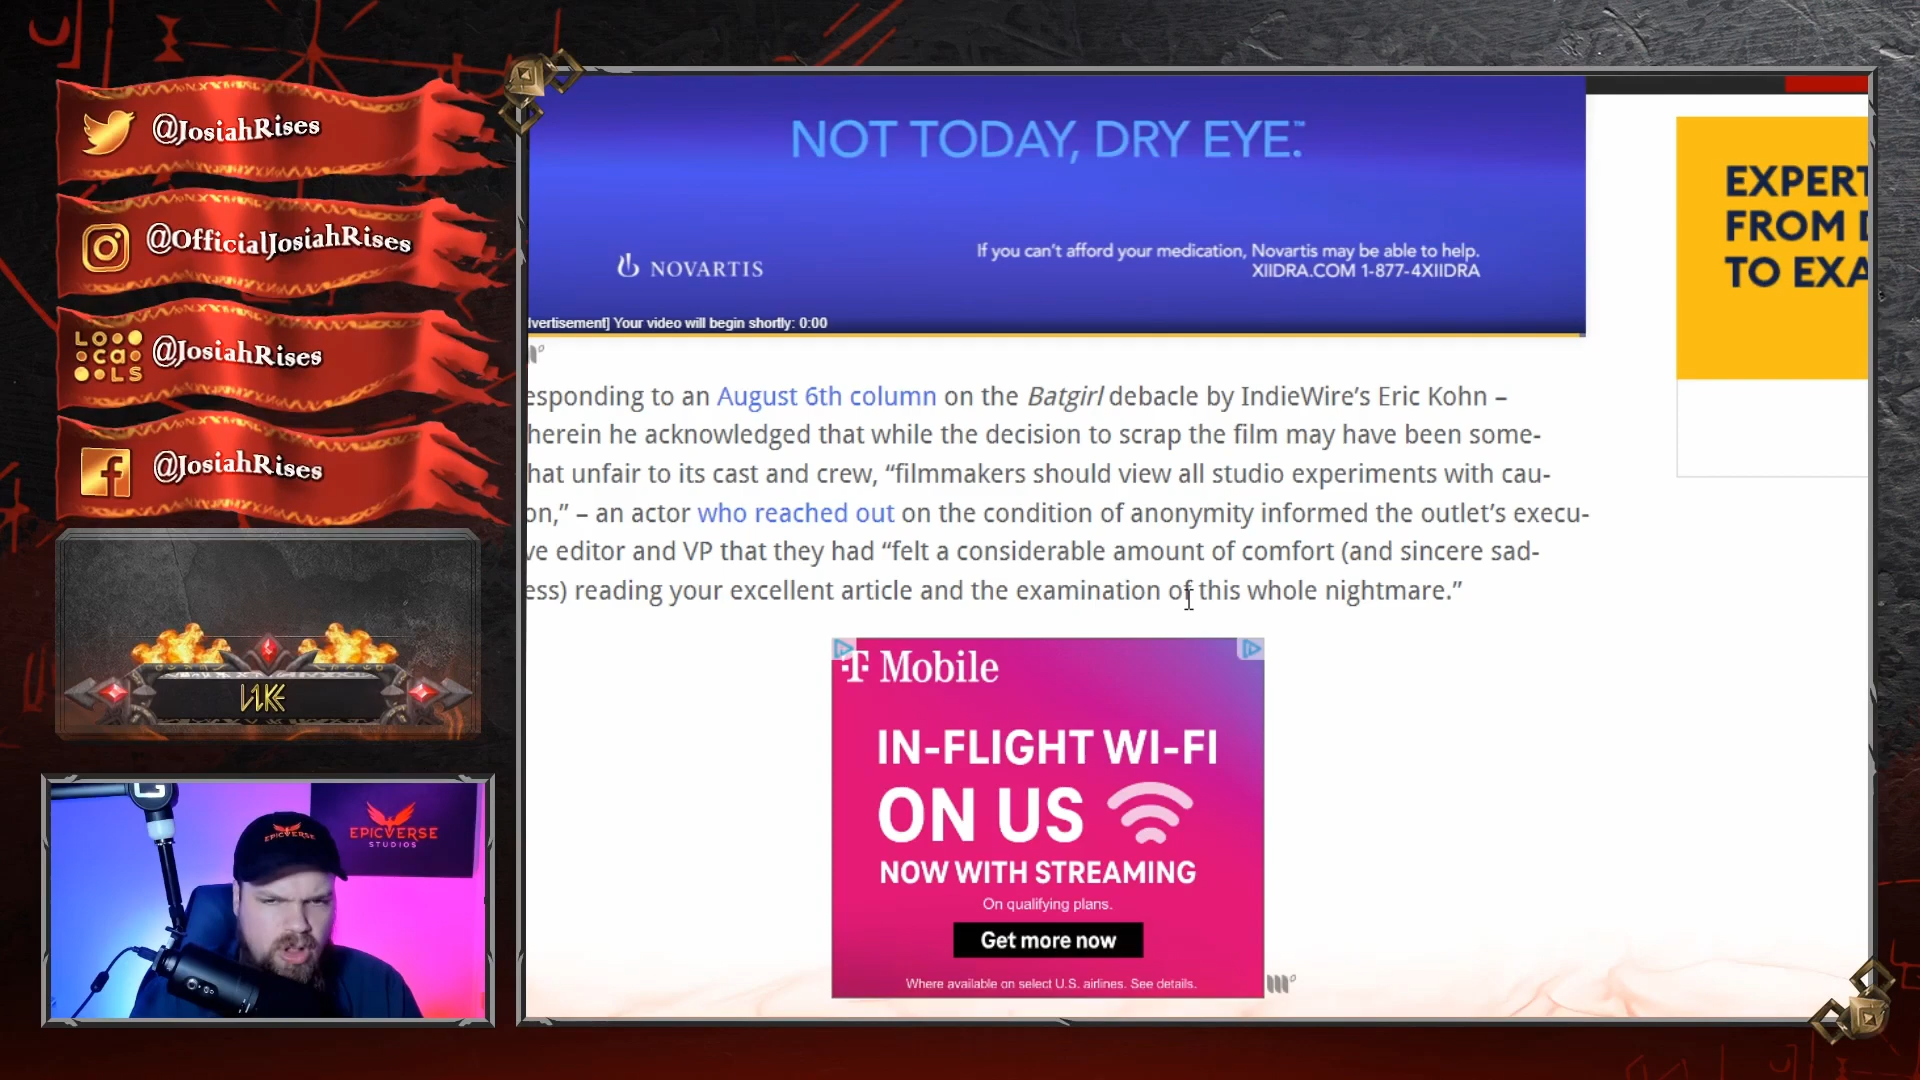 @JosiahRises
@OfficialJosiahRises
LOCALS
@JosiahRises
@JosiahRises
LIKE
G
EPICVERSE
EPICVERSE
STUDIOS
NOT TODAY, DRY EYE.™
NOVARTIS
If you can't afford your medication, Novartis may be able to help.
XIIDRA.COM 1-877-4XIIDRA
vertisement] Your video will begin shortly: 0:00
EXPERT
FROM
TO EXA
esponding to an August 6th column on the Batgirl debacle by IndieWire’s Eric Kohn –
herein he acknowledged that while the decision to scrap the film may have been some-
hat unfair to its cast and crew, “filmmakers should view all studio experiments with cau-
on,” – an actor who reached out on the condition of anonymity informed the outlet’s execu-
ve editor and VP that they had “felt a considerable amount of comfort (and sincere sad-
ess) reading your excellent article and the examination of this whole nightmare.”
T Mobile
IN-FLIGHT WI-FI
ON US
NOW WITH STREAMING
On qualifying plans.
Get more now
Where available on select U.S. airlines. See details.